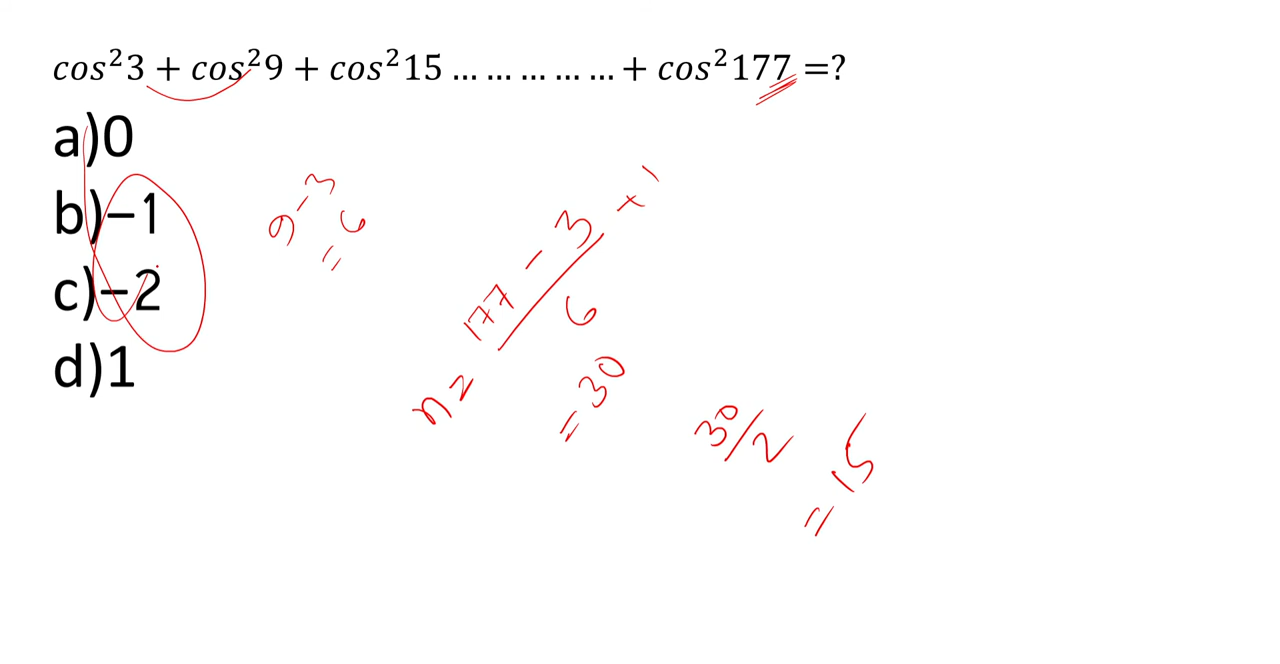 cos²3 + cos²9 + cos²15 … … … … … + cos²177 =?
a)0
b)−1
c)−2
d)1
9 - 3
= 6
n = 177 - 3 / 6 + 1
= 30
30/2
= 15